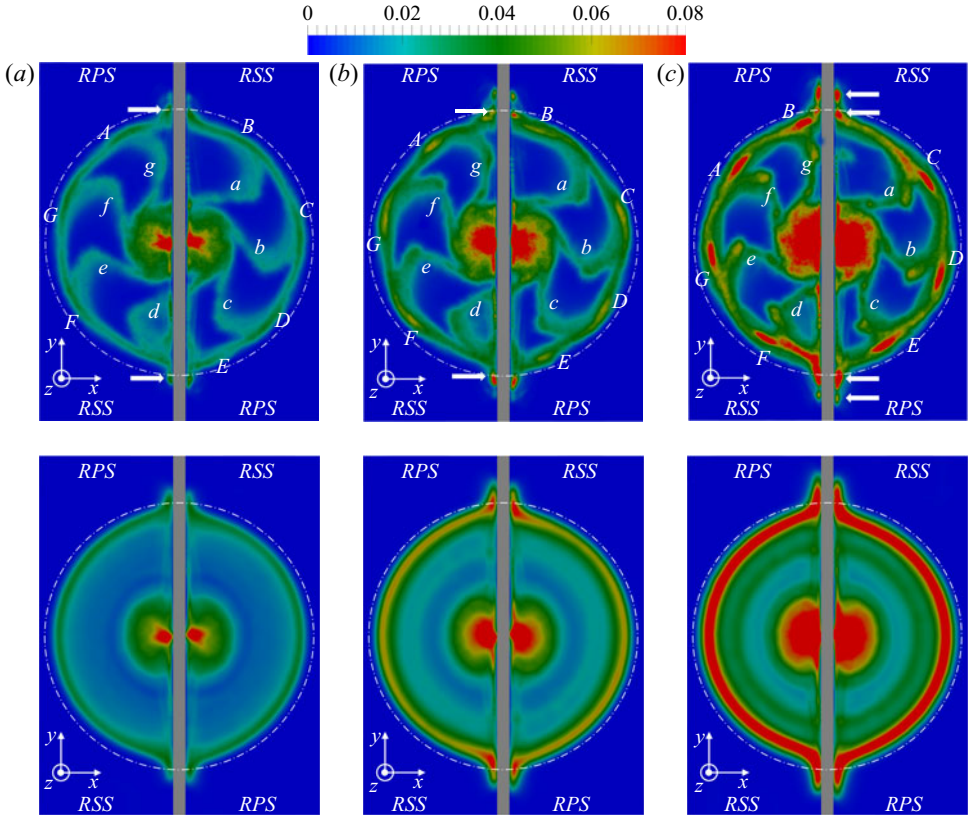 0 0.02 0.04 0.06 0.08
(a) (b) (c)
RPS RSS RPS RSS RPS RSS
A B g a G f C e b d c F D E
A B g a f C G e b d c D F E
B A C g a f G e b D d c F E
y z x y z x y z x
RSS RPS RSS RPS RSS RPS
RPS RSS RPS RSS RPS RSS
y z x y z x y z x
RSS RPS RSS RPS RSS RPS